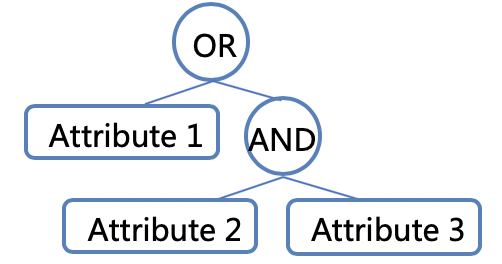 OR
Attribute 1
AND
Attribute 2
Attribute 3